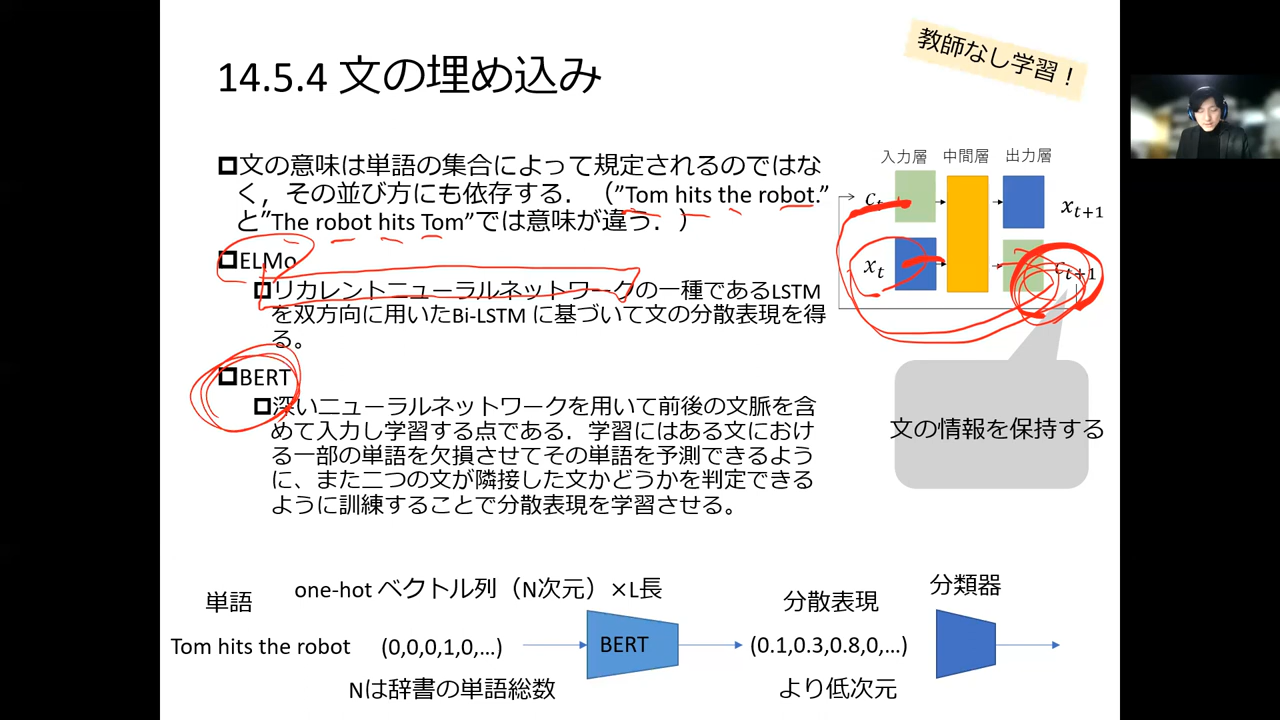 14.5.4 文の埋め込み
教師なし学習！
文の意味は単語の集合によって規定されるのではな
く，その並び方にも依存する．（”Tom hits the robot.”
と”The robot hits Tom”では意味が違う．）
ELMo
リカレントニューラルネットワークの一種であるLSTM
を双方向に用いたBi-LSTM に基づいて文の分散表現を得
る。
BERT
深いニューラルネットワークを用いて前後の文脈を含
めて入力し学習する点である．学習にはある文におけ
る一部の単語を欠損させてその単語を予測できるよう
に、また二つの文が隣接した文かどうかを判定できる
ように訓練することで分散表現を学習させる。
入力層 中間層 出力層
c_t
x_{t+1}
x_t
c_{t+1}
文の情報を保持する
単語
one-hot ベクトル列（N次元）×L長
分散表現
分類器
Tom hits the robot
(0,0,0,1,0,…)
BERT
(0.1,0.3,0.8,0,…)
Nは辞書の単語総数
より低次元